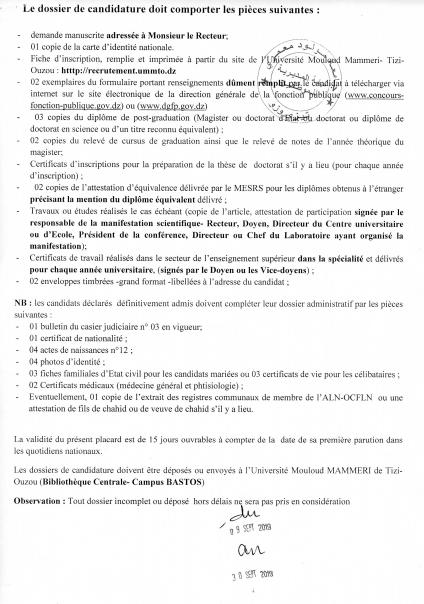 Le dossier de candidature doit comporter les pièces suivantes :
- demande manuscrite adressée à Monsieur le Recteur;
- 01 copie de la carte d'identité nationale.
- Fiche d'inscription, remplie et imprimée à partir du site de l'Université Mouloud Mammeri- Tizi-
Ouzou : htttp://recrutement.ummto.dz
- 02 exemplaires du formulaire portant renseignements dûment remplis par le candidat à télécharger via
internet sur le site électronique de la direction générale de la fonction publique (www.concours-
fonction-publique.gov.dz) ou (www.dgfp.gov.dz)
- 03 copies du diplôme de post-graduation (Magister ou doctorat d'Etat ou doctorat ou diplôme de
doctorat en science ou d'un titre reconnu équivalent) ;
- 02 copies du relevé de cursus de graduation ainsi que le relevé de notes de l'année théorique du
magister;
- Certificats d'inscriptions pour la préparation de la thèse de doctorat s'il y a lieu (pour chaque année
d'inscription) ;
- 02 copies de l'attestation d'équivalence délivrée par le MESRS pour les diplômes obtenus à l'étranger
précisant la mention du diplôme équivalent délivré ;
- Travaux ou études réalisés le cas échéant (copie de l'article, attestation de participation signée par le
responsable de la manifestation scientifique- Recteur, Doyen, Directeur du Centre universitaire
ou d'Ecole, Président de la conférence, Directeur ou Chef du Laboratoire ayant organisé la
manifestation);
- Certificats de travail réalisés dans le secteur de l'enseignement supérieur dans la spécialité et délivrés
pour chaque année universitaire, (signés par le Doyen ou les Vice-doyens) ;
- 02 enveloppes timbrées -grand format -libellées à l'adresse du candidat ;
NB : les candidats déclarés définitivement admis doivent compléter leur dossier administratif par les pièces
suivantes :
- 01 bulletin du casier judiciaire n° 03 en vigueur;
- 01 certificat de nationalité ;
- 04 actes de naissances n°12 ;
- 04 photos d'identité ;
- 03 fiches familiales d'Etat civil pour les candidats mariées ou 03 certificats de vie pour les célibataires ;
- 02 Certificats médicaux (médecine général et phtisiologie) ;
- Eventuellement, 01 copie de l'extrait des registres communaux de membre de l'ALN-OCFLN ou une
attestation de fils de chahid ou de veuve de chahid s'il y a lieu.
La validité du présent placard est de 15 jours ouvrables à compter de la date de sa première parution dans
les quotidiens nationaux.
Les dossiers de candidature doivent être déposés ou envoyés à l'Université Mouloud MAMMERI de Tizi-
Ouzou (Bibliothèque Centrale- Campus BASTOS)
Observation : Tout dossier incomplet ou déposé hors délais ne sera pas pris en considération
du
09 SEPT 2019
au
30 SEPT 2019